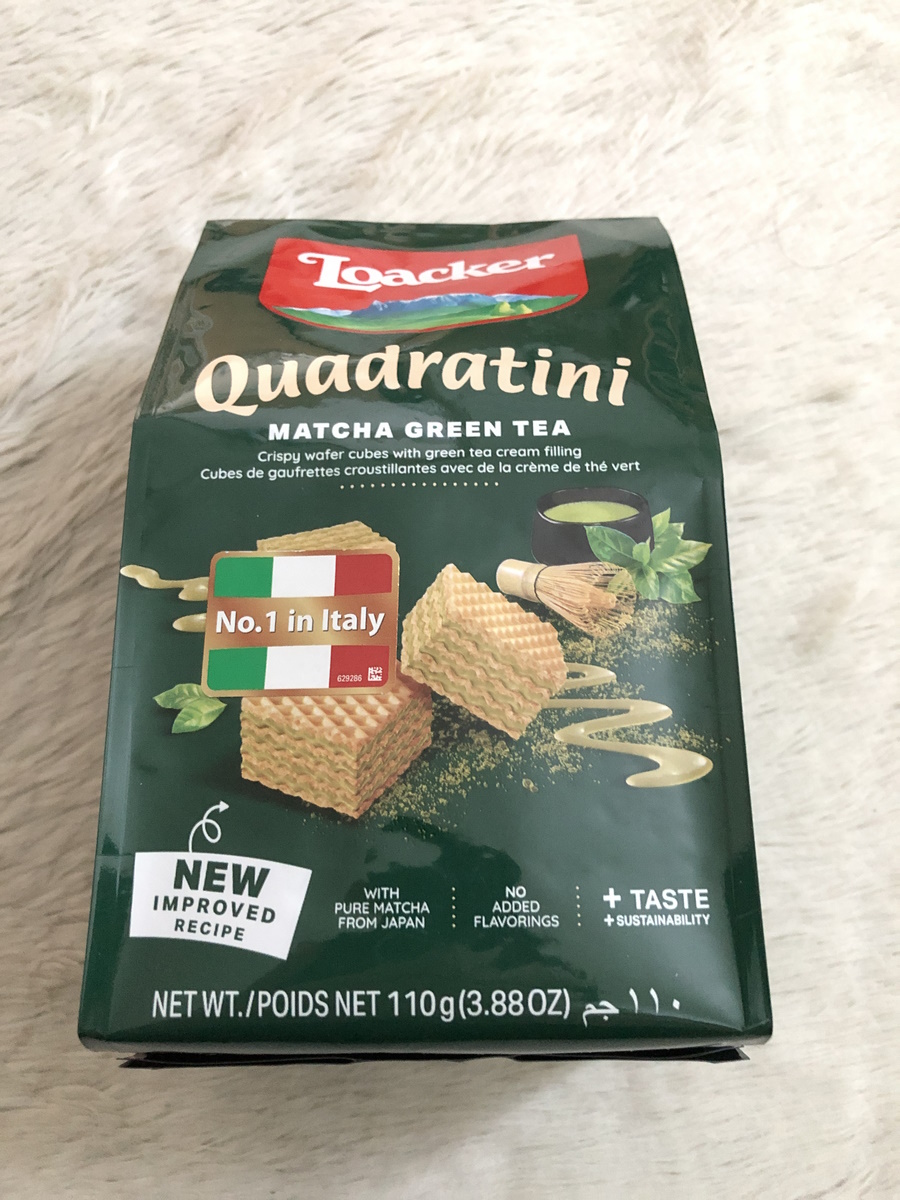 Loacker
Quadratini
MATCHA GREEN TEA
Crispy wafer cubes with green tea cream filling
Cubes de gaufrettes croustillantes avec de la crème de thé vert
No.1 in Italy
629286
NEW
IMPROVED
RECIPE
WITH
PURE MATCHA
FROM JAPAN
NO
ADDED
FLAVORINGS
+ TASTE
+ SUSTAINABILITY
NET WT./POIDS NET 110g(3.88 OZ) ١١٠ جم